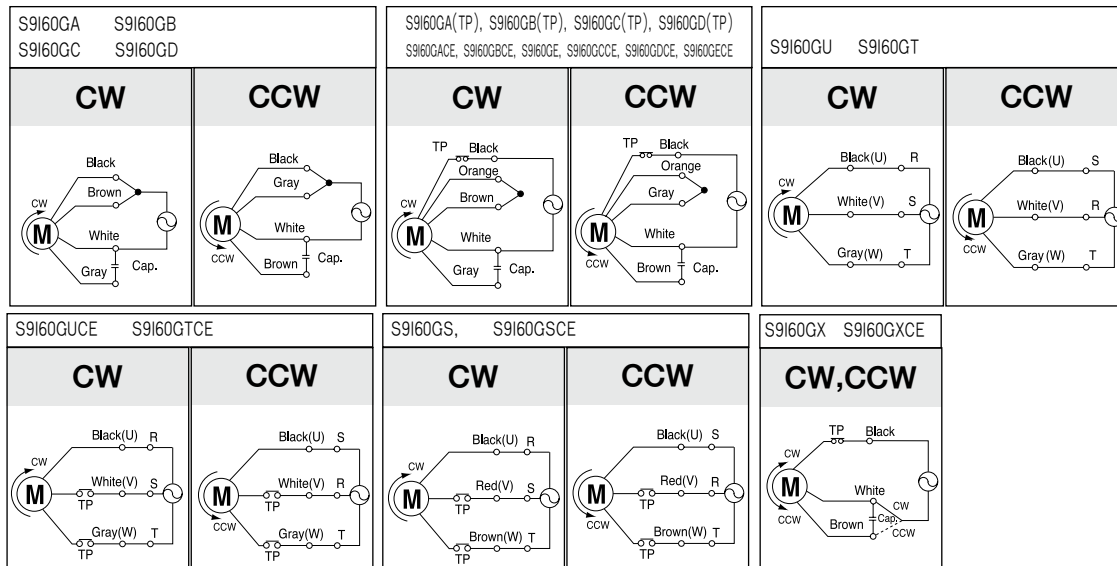 S9I60GA S9I60GB
S9I60GC S9I60GD
CW CCW
Black
Brown
CW
M
White
Gray Cap.
Black
Gray
M
White
CCW
Brown Cap.
S9I60GA(TP), S9I60GB(TP), S9I60GC(TP), S9I60GD(TP)
S9I60GACE, S9I60GBCE, S9I60GE, S9I60GCCE, S9I60GDCE, S9I60GECE
CW CCW
TP Black
Orange
CW
Brown
M
White
Gray Cap.
TP Black
Orange
Gray
M
White
CCW
Brown Cap.
S9I60GU S9I60GT
CW CCW
Black(U) R
CW
White(V) S
M
Gray(W) T
Black(U) S
White(V) R
M
CCW
Gray(W) T
S9I60GUCE S9I60GTCE
CW CCW
Black(U) R
CW
White(V) S
M
TP
Gray(W) T
TP
Black(U) S
White(V) R
M
TP
CCW
Gray(W) T
TP
S9I60GS, S9I60GSCE
CW CCW
Black(U) R
CW
Red(V) S
M
TP
Brown(W) T
TP
Black(U) S
Red(V) R
M
TP
CCW
Brown(W) T
TP
S9I60GX S9I60GXCE
CW,CCW
TP Black
CW
M
White
CW
CCW
Brown Cap.
CCW